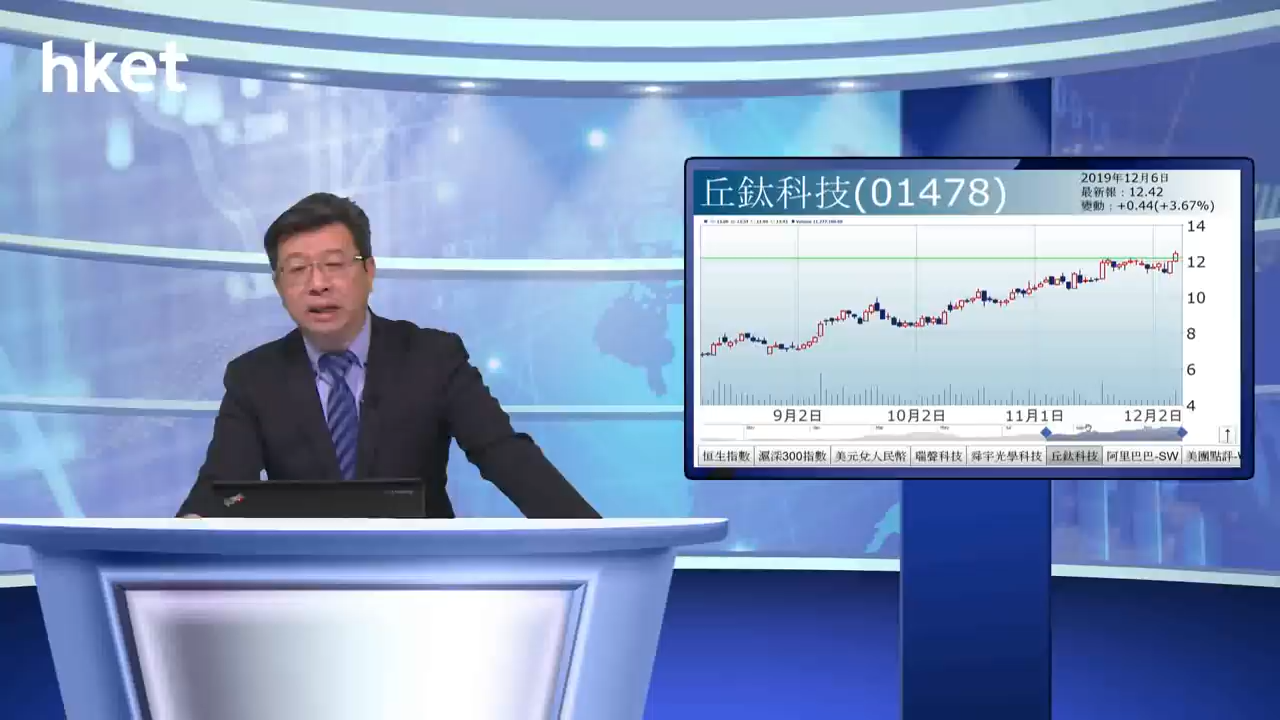 hket
丘鈦科技(01478)
2019年12月6日
最新報：12.42
變動：+0.44(+3.67%)
14
12
10
8
6
4
9月2日
10月2日
11月1日
12月2日
恒生指數
滬深300指數
美元兌人民幣
瑞聲科技
舜宇光學科技
丘鈦科技
阿里巴巴-SW
美團點評-